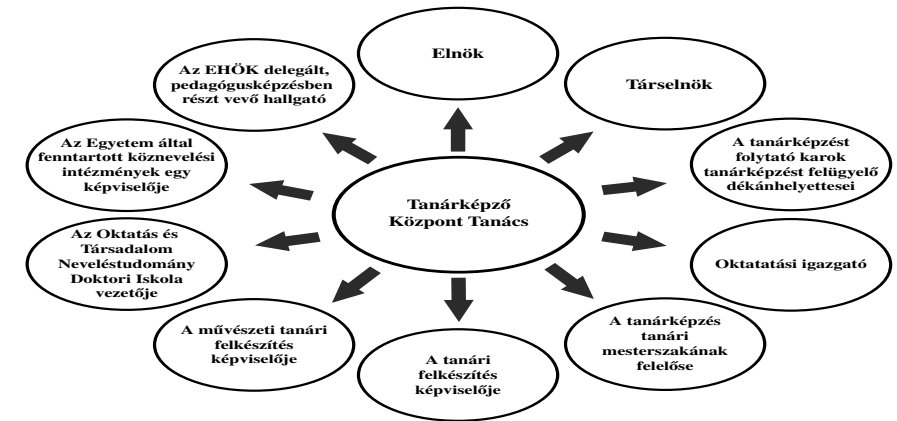 Elnök
Társelnök
A tanárképzést
folytató karok
tanárképzést felügyelő
dékánhelyettesei
Oktatatási igazgató
A tanárképzés
tanári
mesterszakának
felelőse
A tanári
felkészítés
képviselője
A művészeti tanári
felkészítés
képviselője
Az Oktatás és
Társadalom
Neveléstudomány
Doktori Iskola
vezetője
Az Egyetem által
fenntartott köznevelési
intézmények egy
képviselője
Az EHÖK delegált,
pedagógusképzésben
részt vevő hallgató
Tanárképző
Központ Tanács